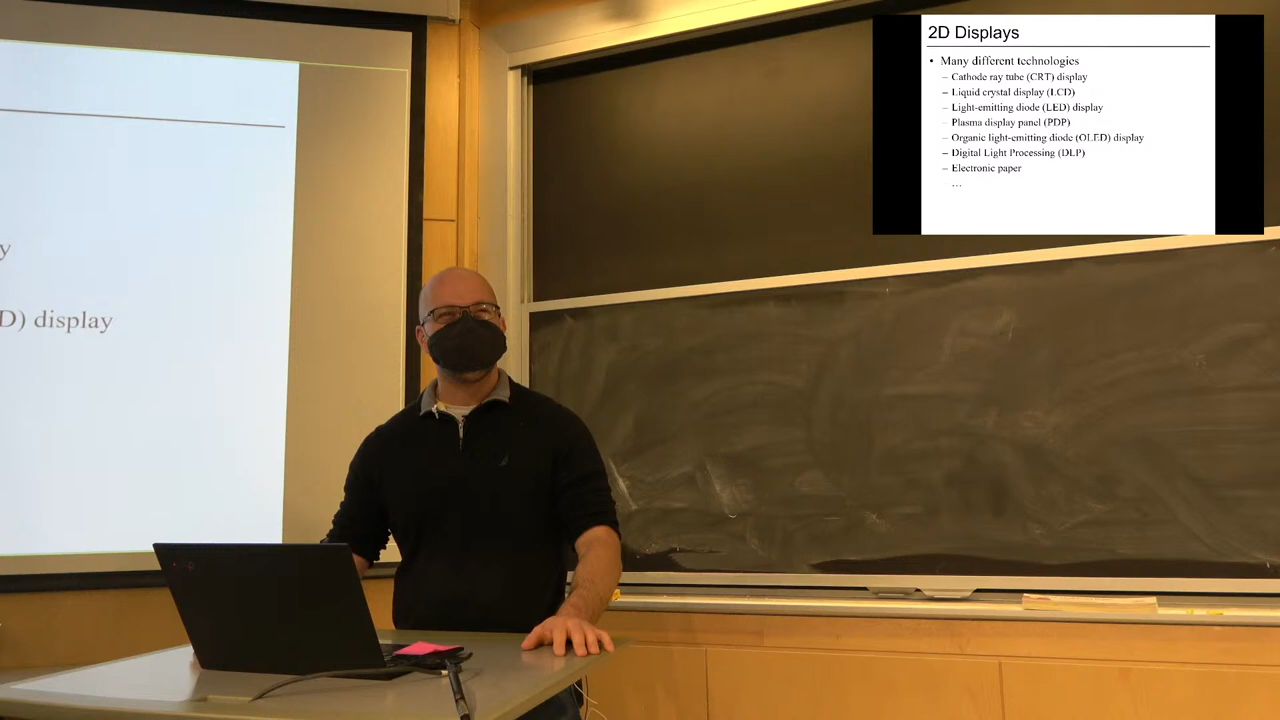 y
D) display
2D Displays
• Many different technologies
– Cathode ray tube (CRT) display
– Liquid crystal display (LCD)
– Light-emitting diode (LED) display
– Plasma display panel (PDP)
– Organic light-emitting diode (OLED) display
– Digital Light Processing (DLP)
– Electronic paper
…